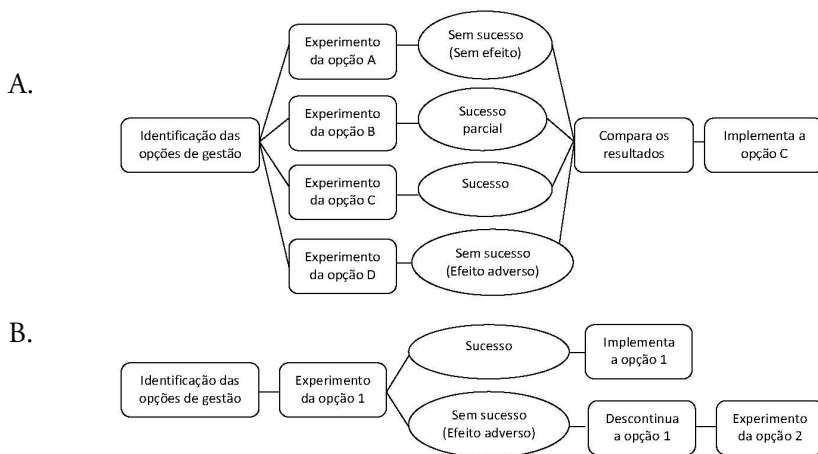 A.
Identificação das
opções de gestão
Experimento
da opção A
Sem sucesso
(Sem efeito)
Experimento
da opção B
Sucesso
parcial
Experimento
da opção C
Sucesso
Experimento
da opção D
Sem sucesso
(Efeito adverso)
Compara os
resultados
Implementa a
opção C
B.
Identificação das
opções de gestão
Experimento
da opção 1
Sucesso
Implementa
a opção 1
Sem sucesso
(Efeito adverso)
Descontinua
a opção 1
Experimento
da opção 2